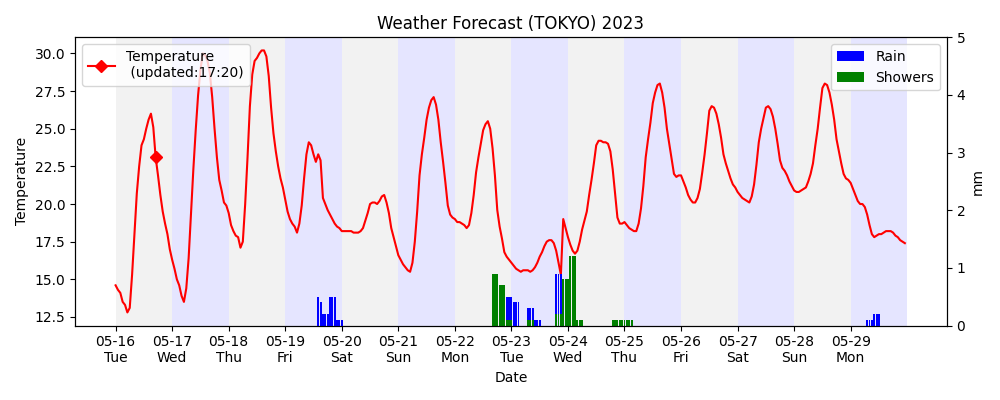 Weather Forecast (TOKYO) 2023
Temperature
(updated:17:20)
Rain
Showers
Temperature
30.0
27.5
25.0
22.5
20.0
17.5
15.0
12.5
5
4
3
2
1
0
mm
05-16 05-17 05-18 05-19 05-20 05-21 05-22 05-23 05-24 05-25 05-26 05-27 05-28 05-29
Tue Wed Thu Fri Sat Sun Mon Tue Wed Thu Fri Sat Sun Mon
Date